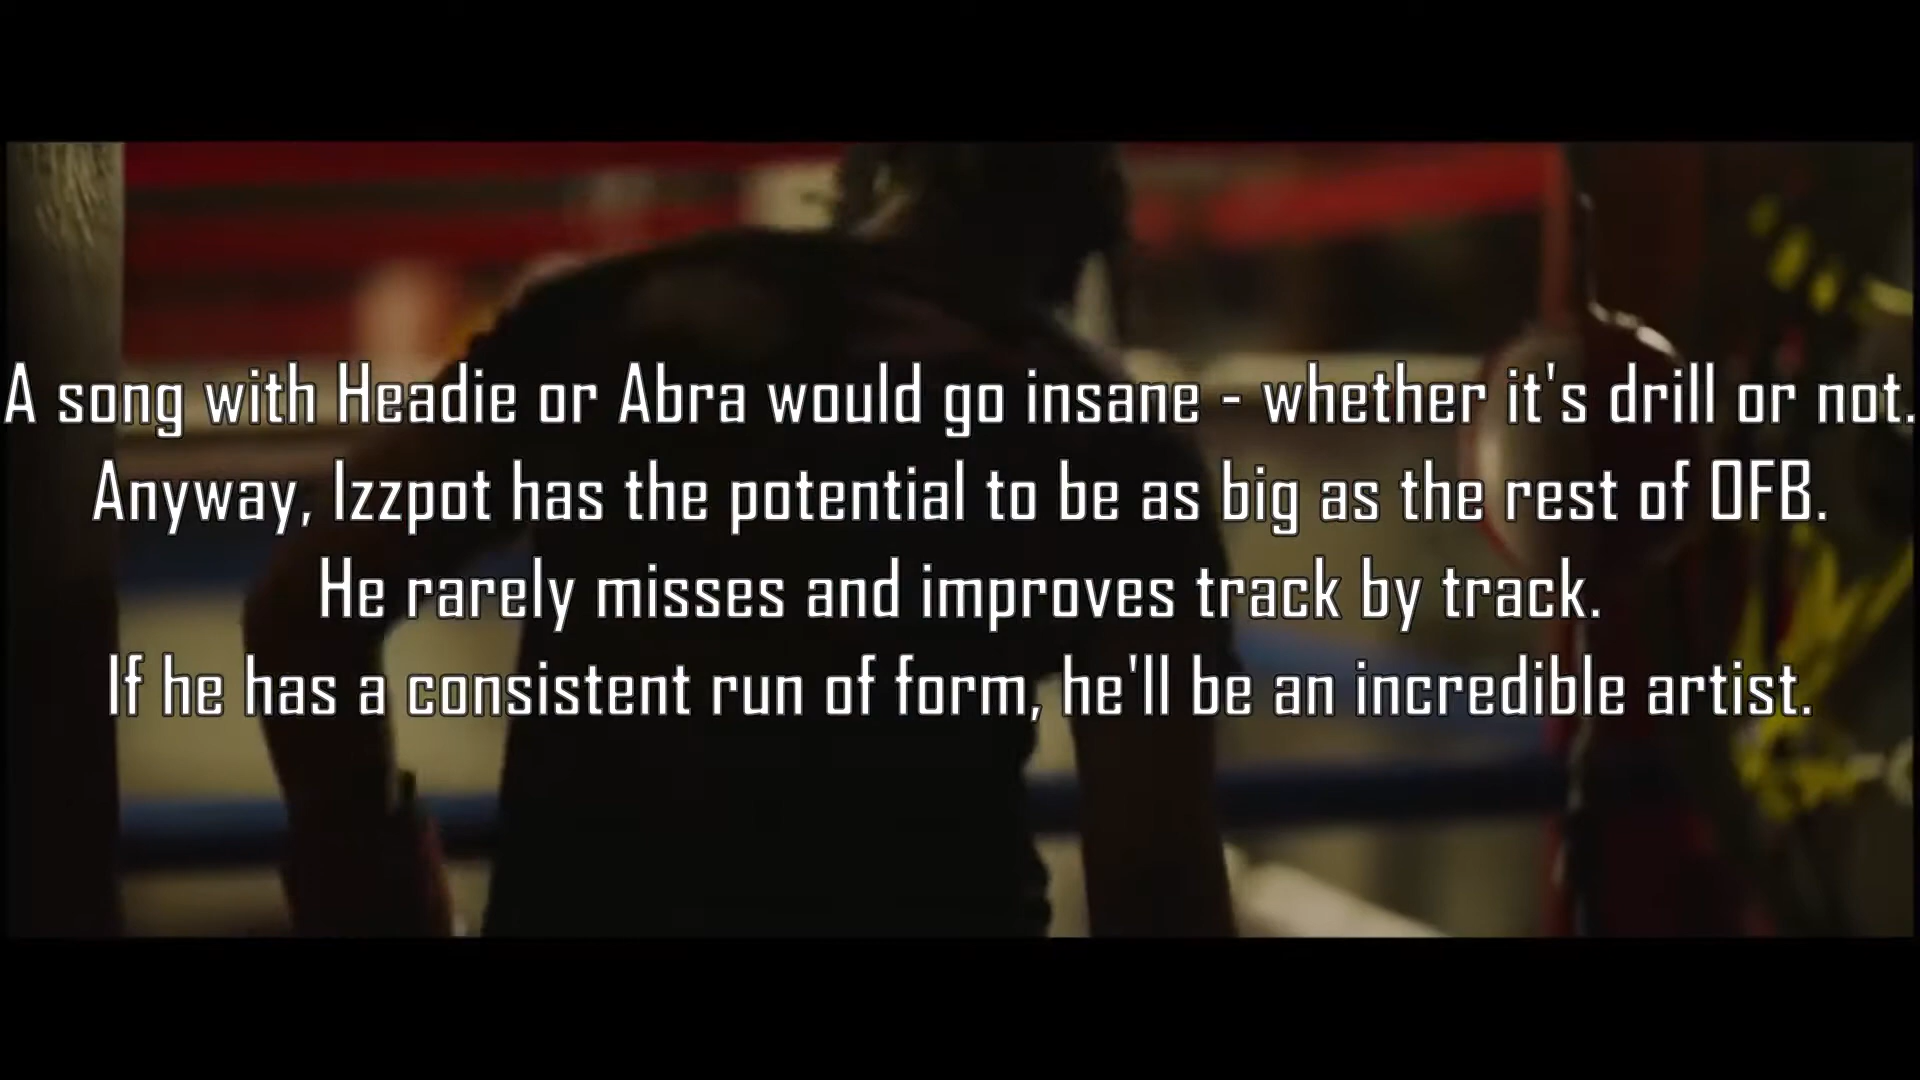 A song with Headie or Abra would go insane - whether it's drill or not.
Anyway, Izzpot has the potential to be as big as the rest of OFB.
He rarely misses and improves track by track.
If he has a consistent run of form, he'll be an incredible artist.